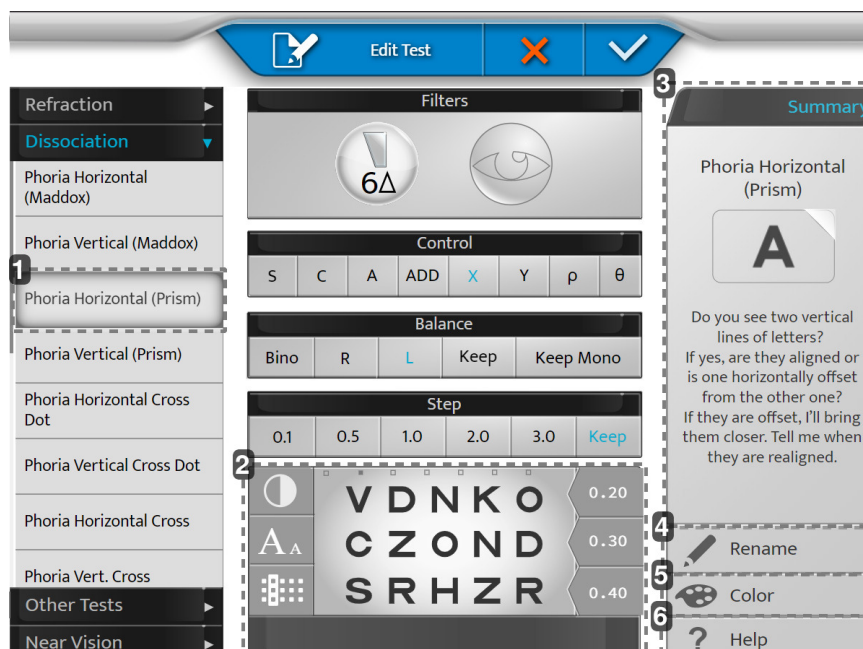 Edit Test
3
Refraction
Dissociation
Phoria Horizontal
(Maddox)
Phoria Vertical (Maddox)
1
Phoria Horizontal (Prism)
Phoria Vertical (Prism)
Phoria Horizontal Cross
Dot
Phoria Vertical Cross Dot
Phoria Horizontal Cross
Phoria Vert. Cross
Other Tests
Near Vision
Filters
6Δ
Control
S C A ADD X Y ρ θ
Balance
Bino R L Keep Keep Mono
Step
0.1 0.5 1.0 2.0 3.0 Keep
2
V D N K O 0.20
A A C Z O N D 0.30
S R H Z R 0.40
Summary
Phoria Horizontal
(Prism)
A
Do you see two vertical
lines of letters?
If yes, are they aligned or
is one horizontally offset
from the other one?
If they are offset, I'll bring
them closer. Tell me when
they are realigned.
4
Rename
5
Color
6
? Help